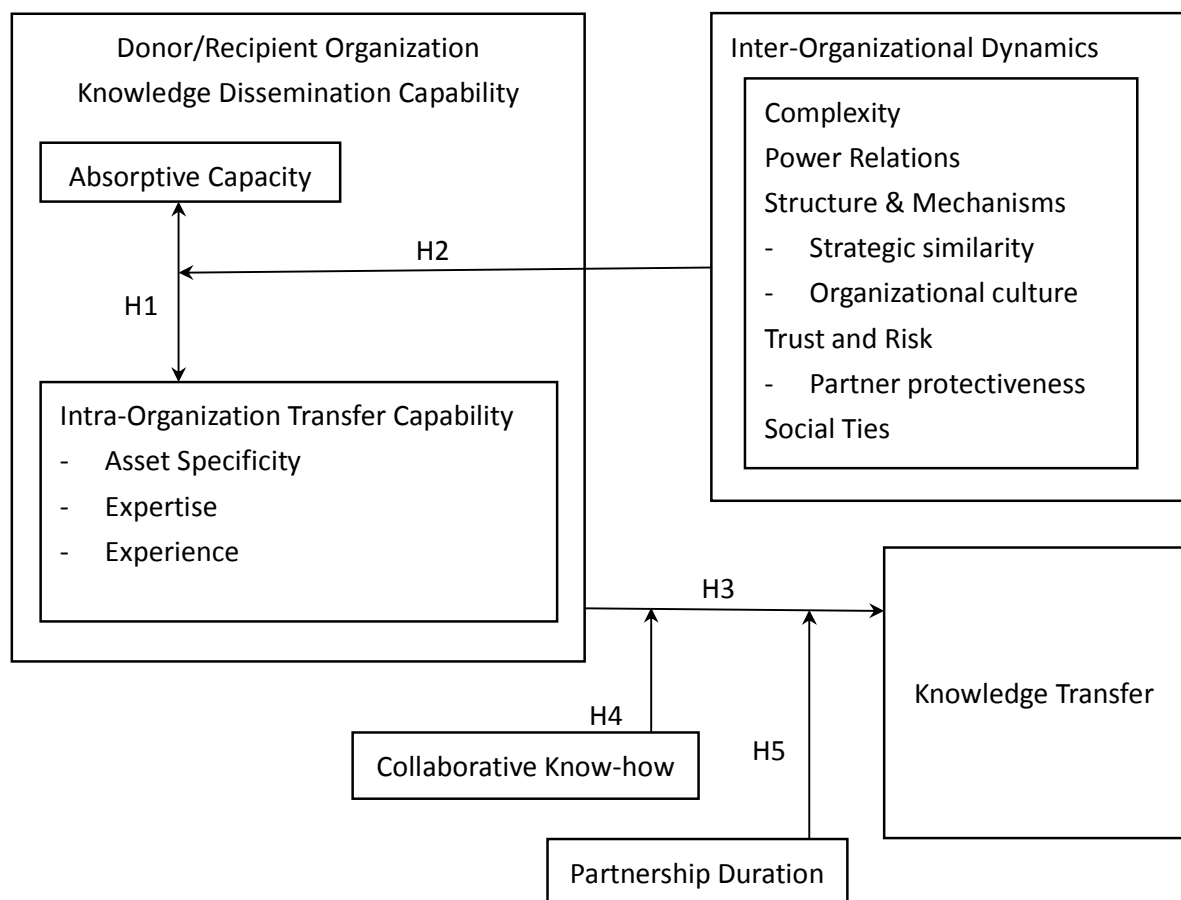 Donor/Recipient Organization
Knowledge Dissemination Capability
Absorptive Capacity
H1
Intra-Organization Transfer Capability
- Asset Specificity
- Expertise
- Experience
H2
Inter-Organizational Dynamics
Complexity
Power Relations
Structure & Mechanisms
- Strategic similarity
- Organizational culture
Trust and Risk
- Partner protectiveness
Social Ties
H3
H4
H5
Collaborative Know-how
Partnership Duration
Knowledge Transfer